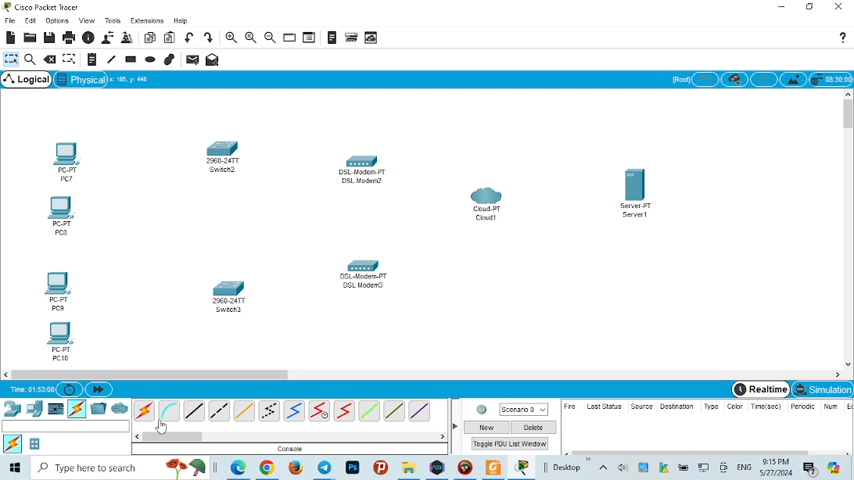 Cisco Packet Tracer
File Edit Options View Tools Extensions Help
Logical Physical x: 186, y: 448 [Root] 08:30:00
PC-PT
PC7
2960-24TT
Switch2
DSL-Modem-PT
DSL Modem2
PC-PT
PC8
Cloud-PT
Cloud1
Server-PT
Server1
PC-PT
PC9
2960-24TT
Switch3
DSL-Modem-PT
DSL Modem3
PC-PT
PC10
Time: 01:53:08 Realtime Simulation
Scenario 0
New Delete
Toggle PDU List Window
Fire Last Status Source Destination Type Color Time(sec) Periodic Num
Console
Type here to search
Desktop
ENG
9:15 PM
5/27/2024